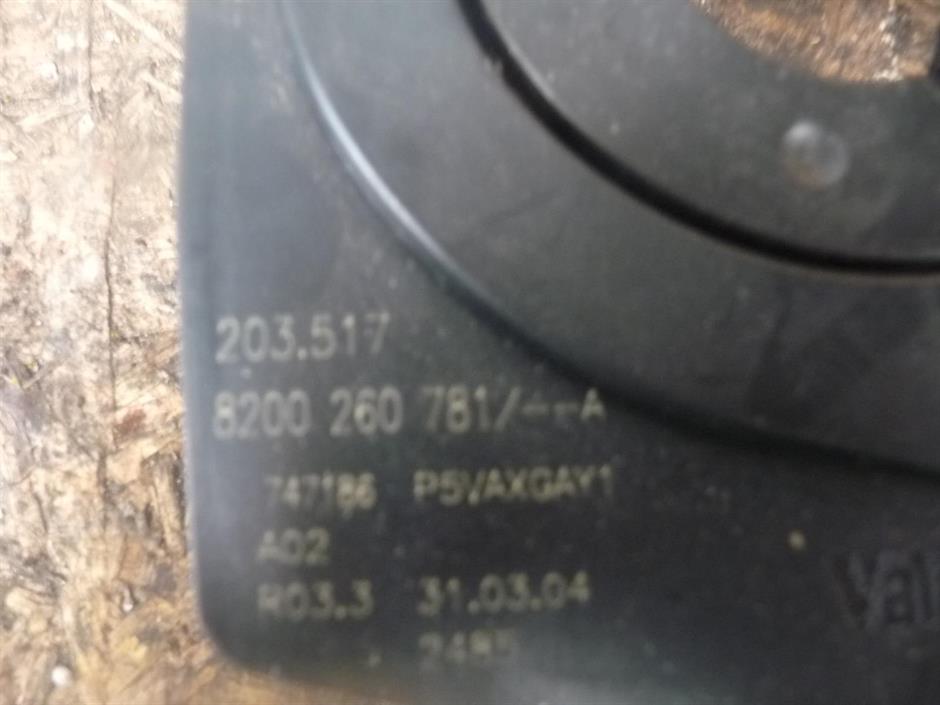 203.517
8200 260 781/--A
747186 P5VAXGAY1
A02
R03.3 31.03.04